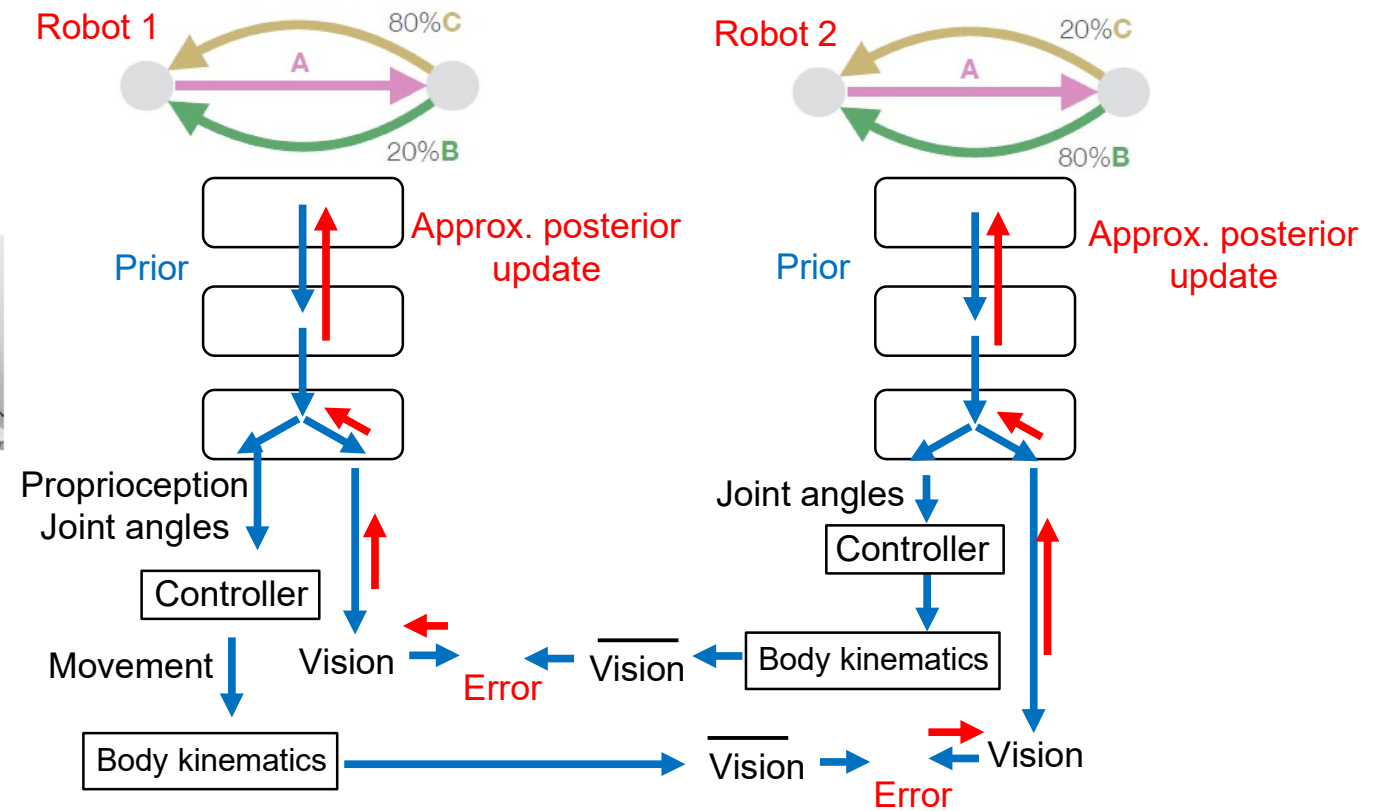 Robot 1
80%C
A
20%B
Prior
Approx. posterior
update
Proprioception
Joint angles
Controller
Movement
Vision
Error
Body kinematics
Robot 2
20%C
A
80%B
Prior
Approx. posterior
update
Joint angles
Controller
Body kinematics
Vision
Vision
Error
Vision